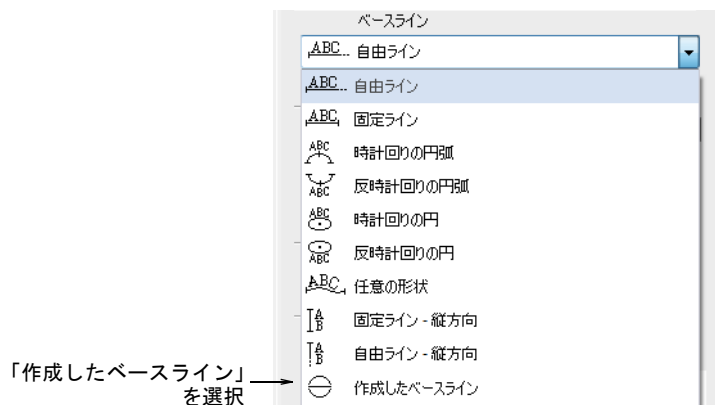 ベースライン
ABC... 自由ライン
ABC... 自由ライン
ABC 固定ライン
ABC 時計回りの円弧
ABC 反時計回りの円弧
ABC 時計回りの円
ABC 反時計回りの円
ABC 任意の形状
AB 固定ライン - 縦方向
AB 自由ライン - 縦方向
作成したベースライン
「作成したベースライン」
を選択